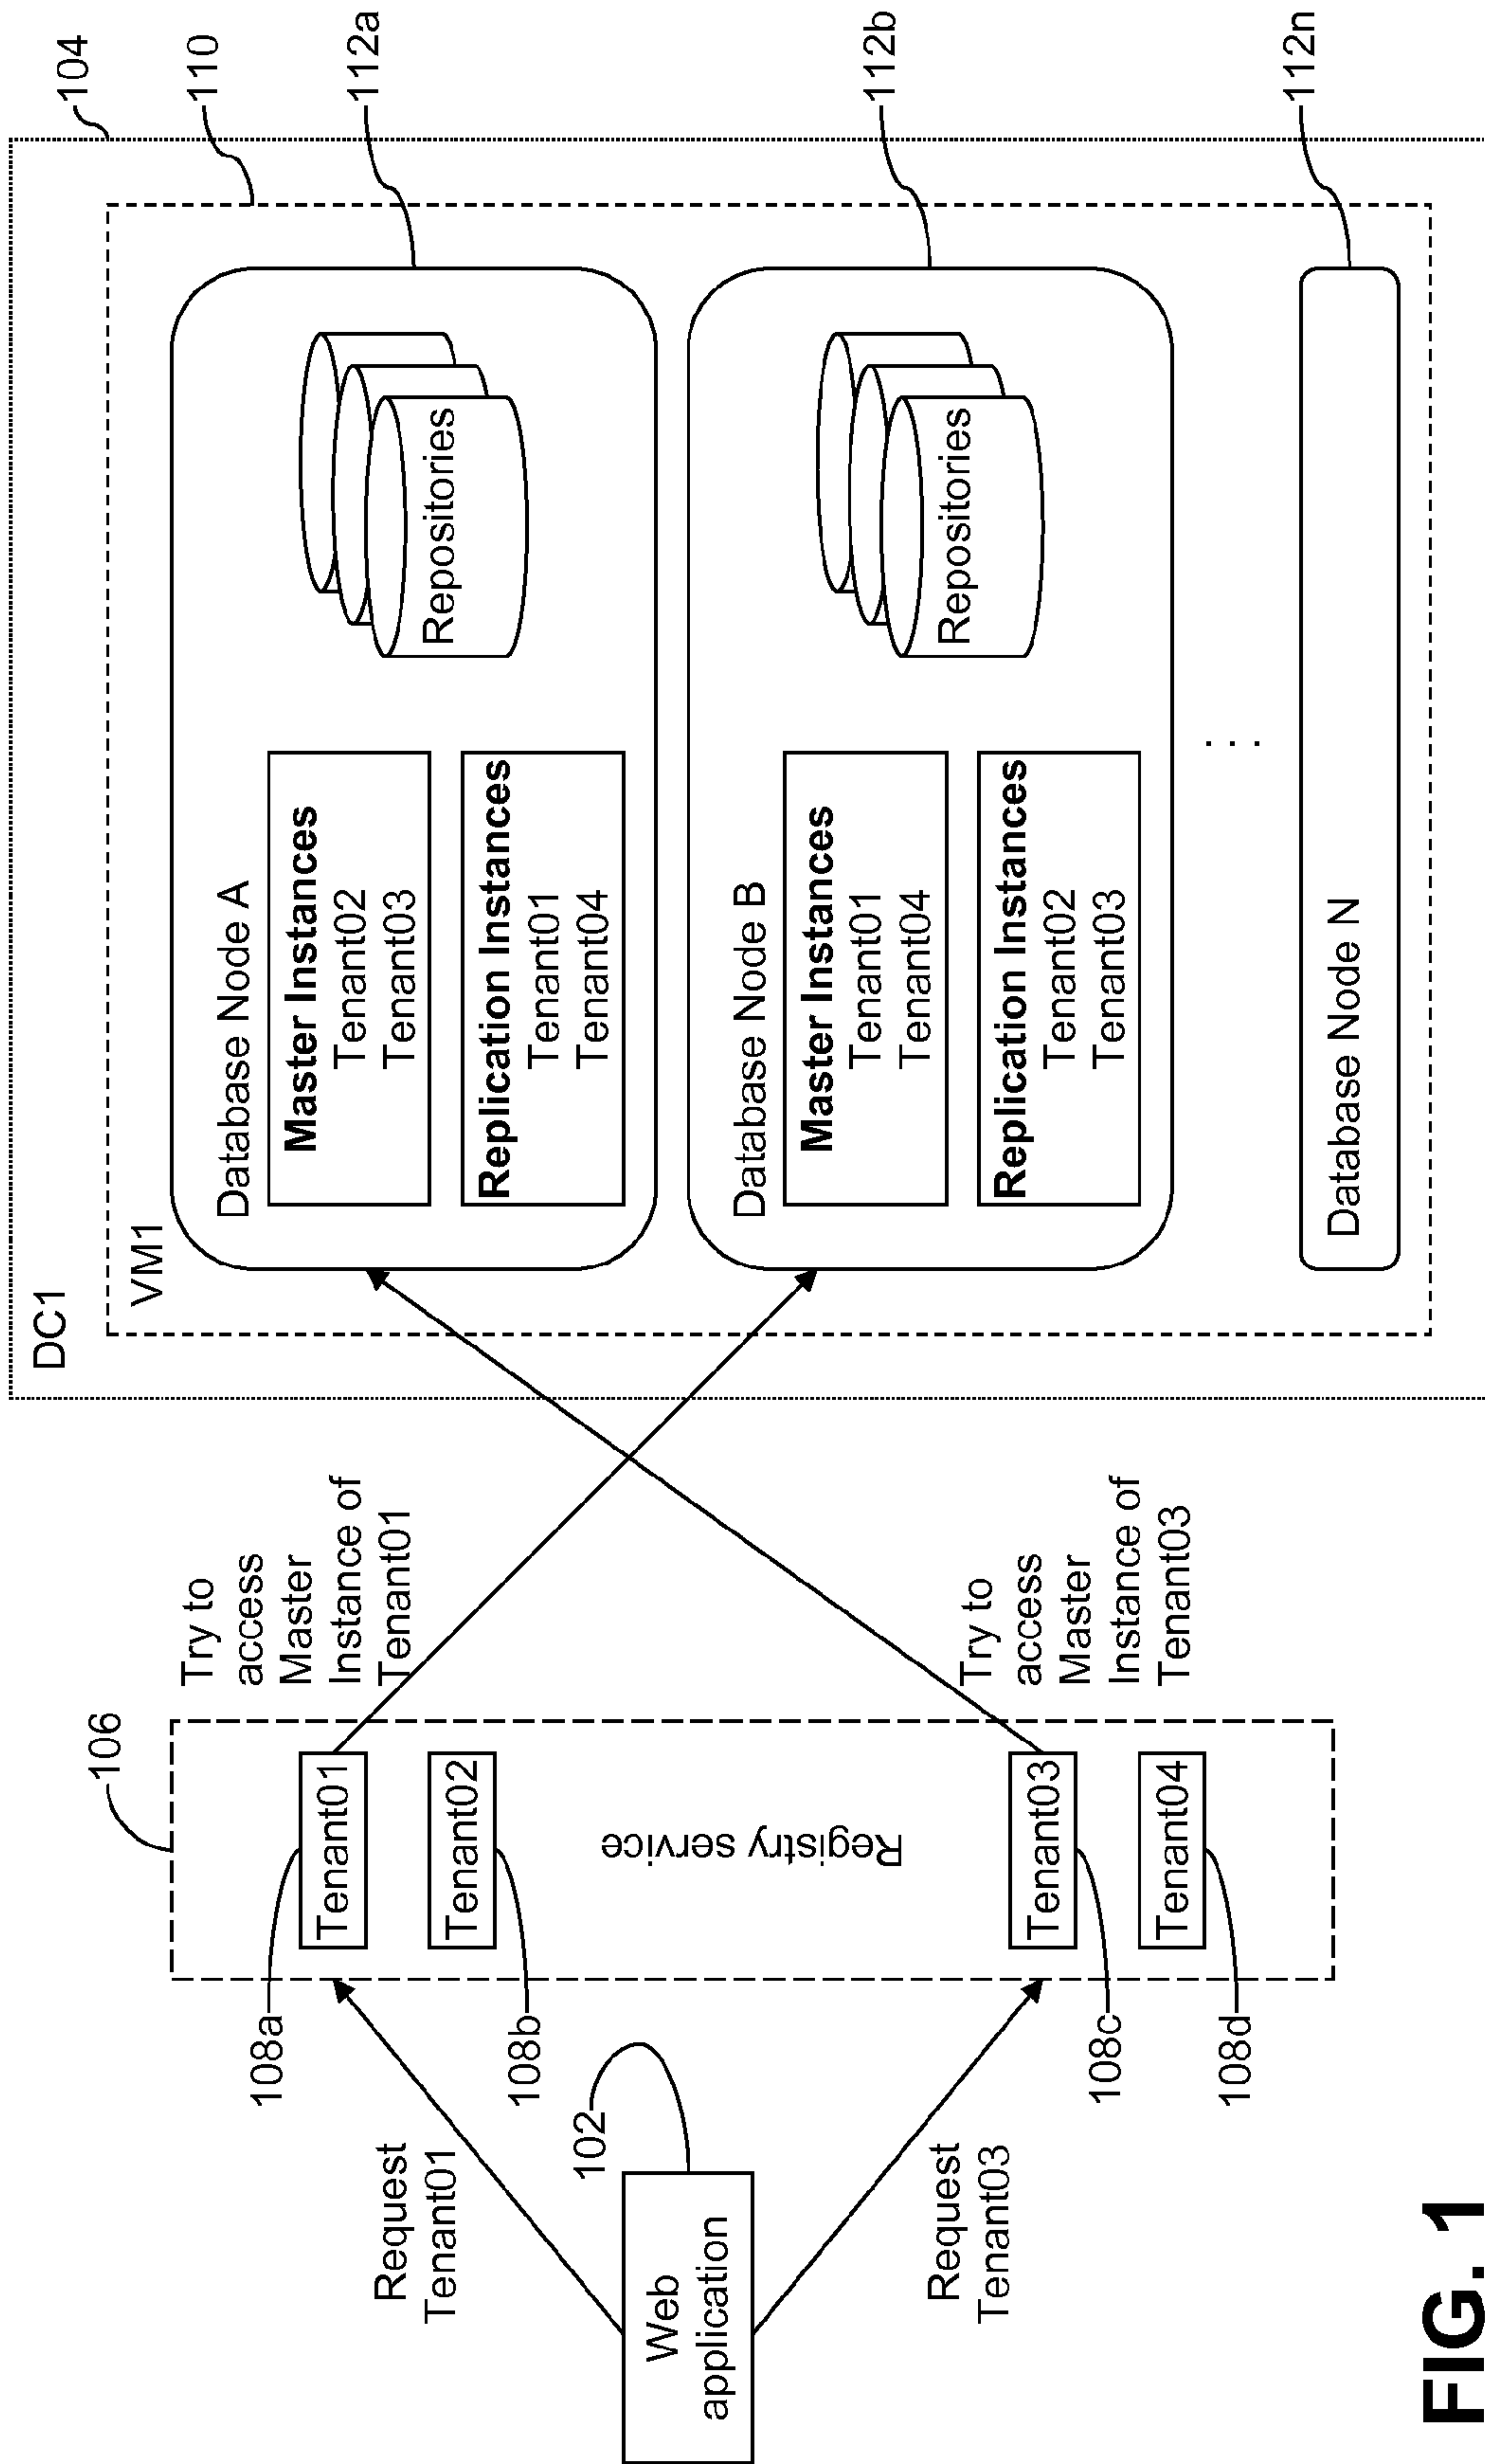 104
110
112a
112b
112n
DC1
VM1
Database Node A
Master Instances
Tenant02
Tenant03
Replication Instances
Tenant01
Tenant04
Repositories
Database Node B
Master Instances
Tenant01
Tenant04
Replication Instances
Tenant02
Tenant03
Repositories
. . .
Database Node N
106
Try to
access
Master
Instance of
Tenant01
Try to
access
Master
Instance of
Tenant03
Tenant01
Tenant02
Registry service
Tenant03
Tenant04
108a
108b
108c
108d
Request
Tenant01
102
Request
Tenant03
Web
application
FIG. 1